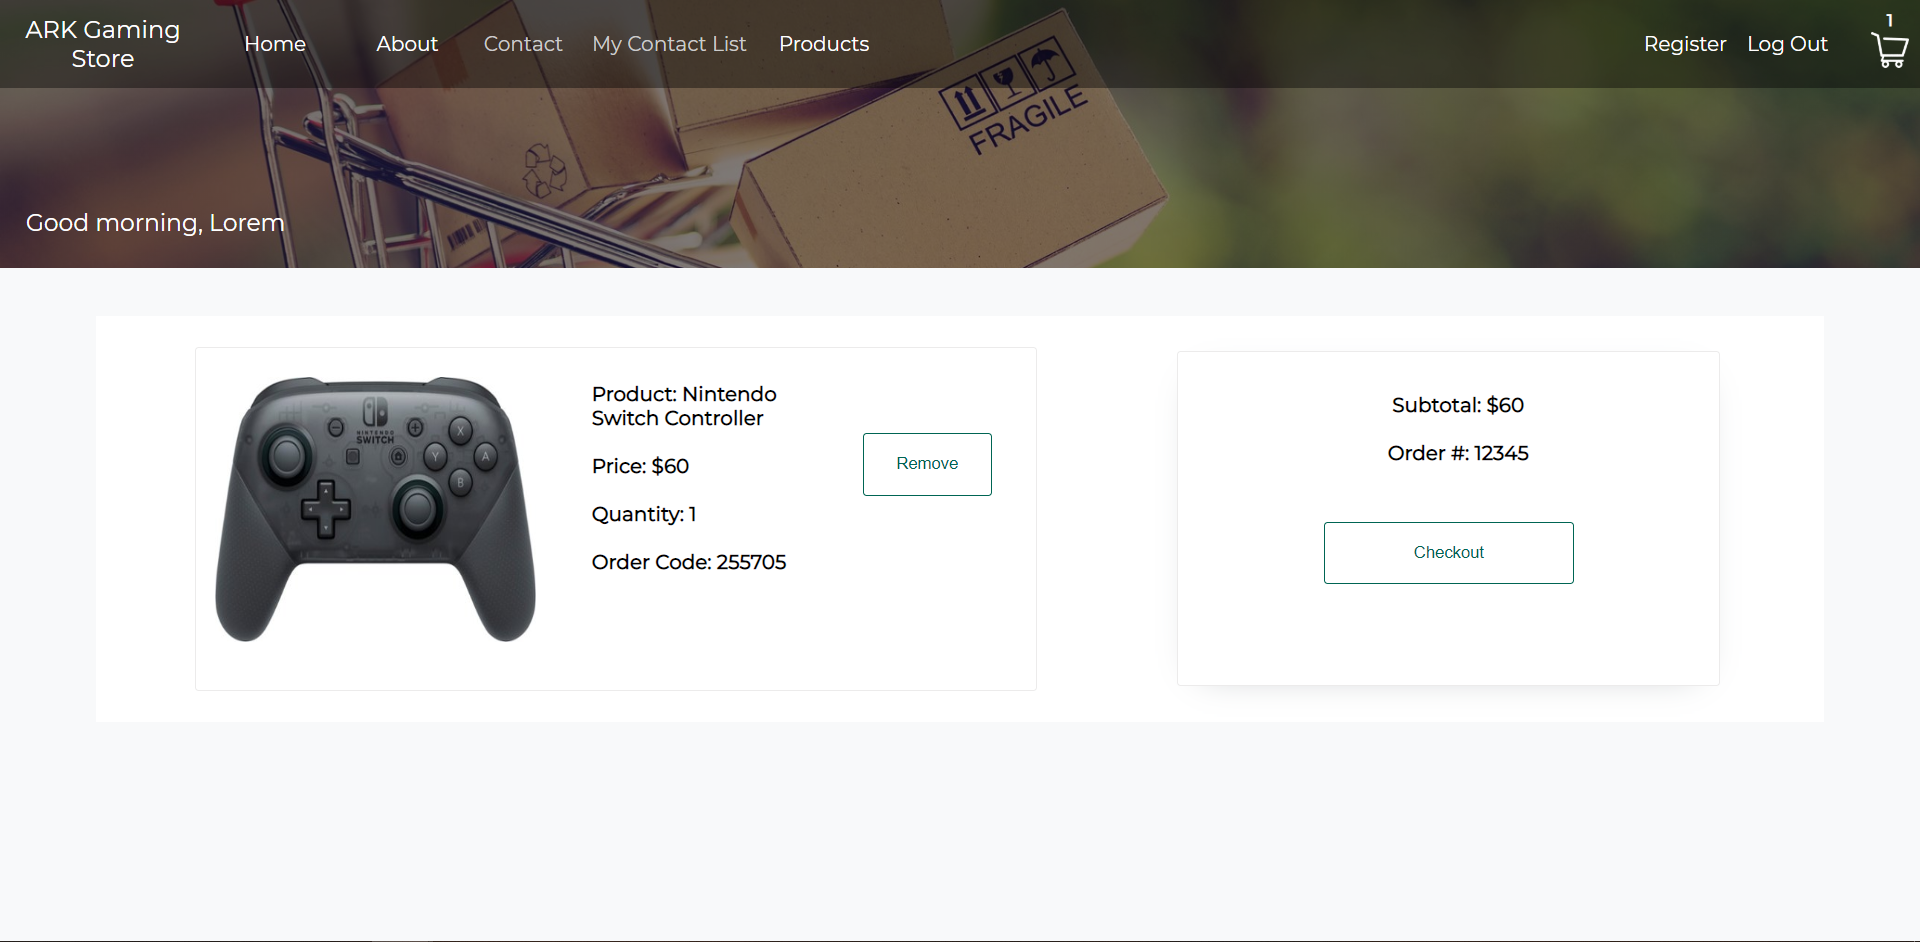 ARK Gaming
Store
Home
About
Contact
My Contact List
Products
Register
Log Out
1
FRAGILE
Good morning, Lorem
NINTENDO
SWITCH
X
Y
A
B
Product: Nintendo
Switch Controller
Price: $60
Quantity: 1
Order Code: 255705
Remove
Subtotal: $60
Order #: 12345
Checkout